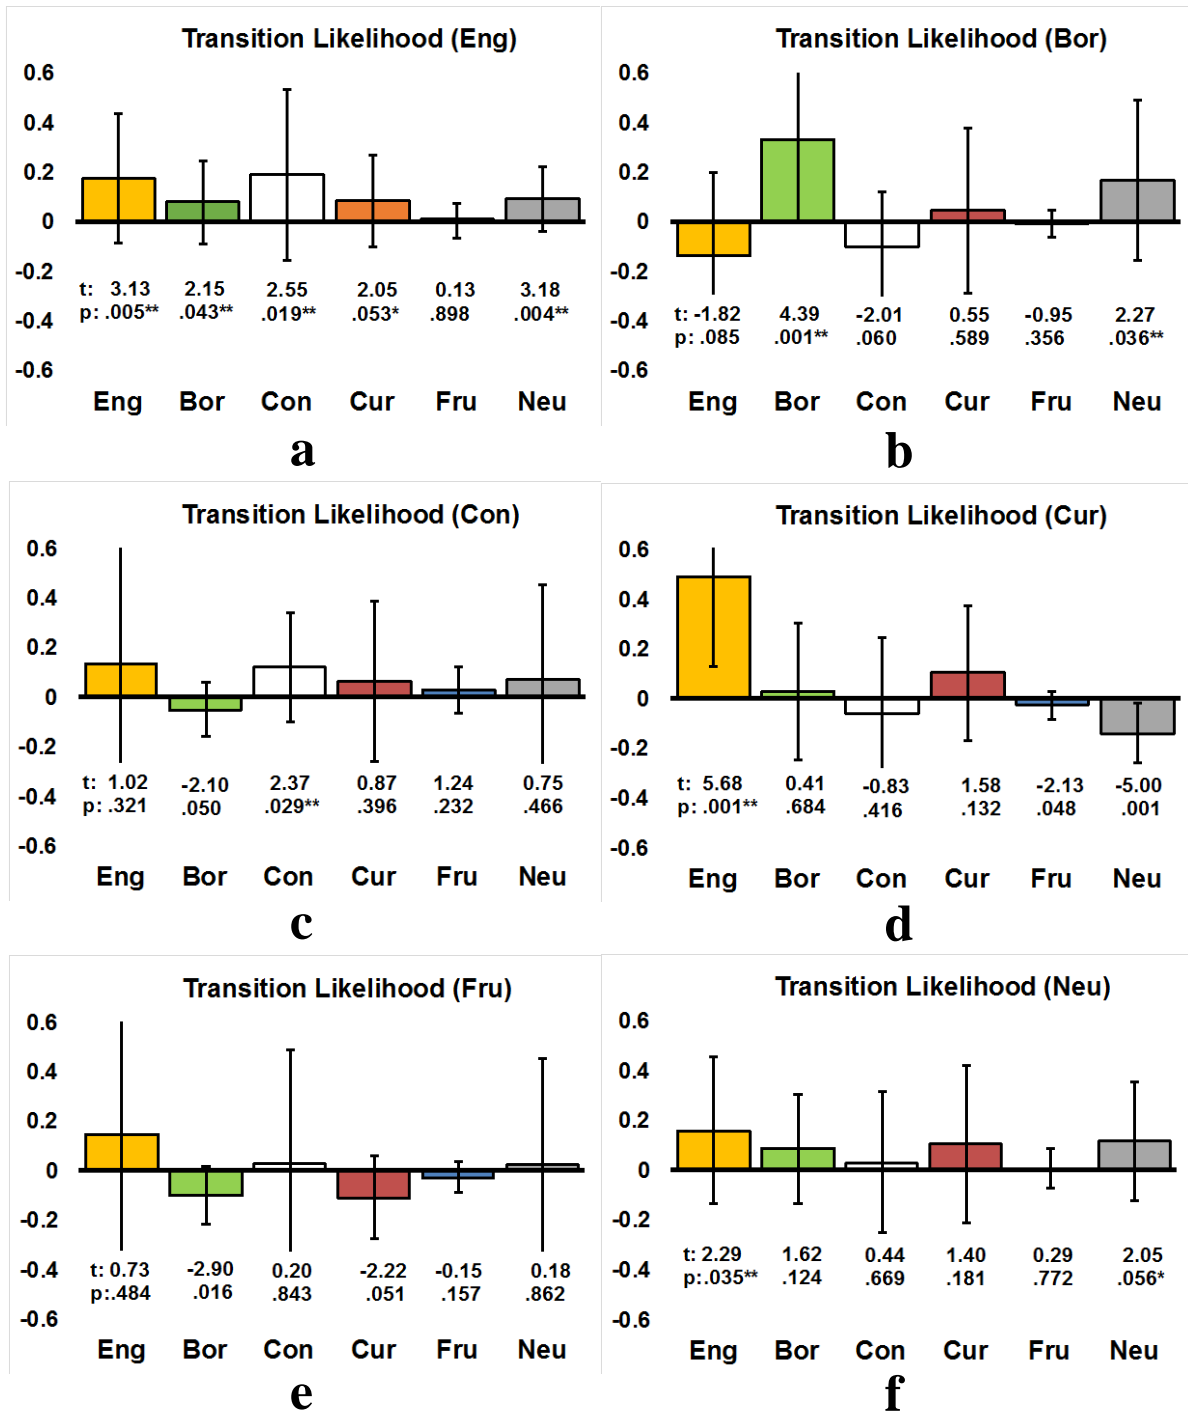 Transition Likelihood (Eng)
0.6
0.4
0.2
0
-0.2
-0.4
-0.6
t: 3.13 2.15 2.55 2.05 0.13 3.18
p: .005** .043** .019** .053* .898 .004**
Eng Bor Con Cur Fru Neu
a
Transition Likelihood (Bor)
0.6
0.4
0.2
0
-0.2
-0.4
-0.6
t: -1.82 4.39 -2.01 0.55 -0.95 2.27
p: .085 .001** .060 .589 .356 .036**
Eng Bor Con Cur Fru Neu
b
Transition Likelihood (Con)
0.6
0.4
0.2
0
-0.2
-0.4
-0.6
t: 1.02 -2.10 2.37 0.87 1.24 0.75
p: .321 .050 .029** .396 .232 .466
Eng Bor Con Cur Fru Neu
c
Transition Likelihood (Cur)
0.6
0.4
0.2
0
-0.2
-0.4
-0.6
t: 5.68 0.41 -0.83 1.58 -2.13 -5.00
p: .001** .684 .416 .132 .048 .001
Eng Bor Con Cur Fru Neu
d
Transition Likelihood (Fru)
0.6
0.4
0.2
0
-0.2
-0.4
-0.6
t: 0.73 -2.90 0.20 -2.22 -0.15 0.18
p:.484 .016 .843 .051 .157 .862
Eng Bor Con Cur Fru Neu
e
Transition Likelihood (Neu)
0.6
0.4
0.2
0
-0.2
-0.4
-0.6
t: 2.29 1.62 0.44 1.40 0.29 2.05
p:.035** .124 .669 .181 .772 .056*
Eng Bor Con Cur Fru Neu
f